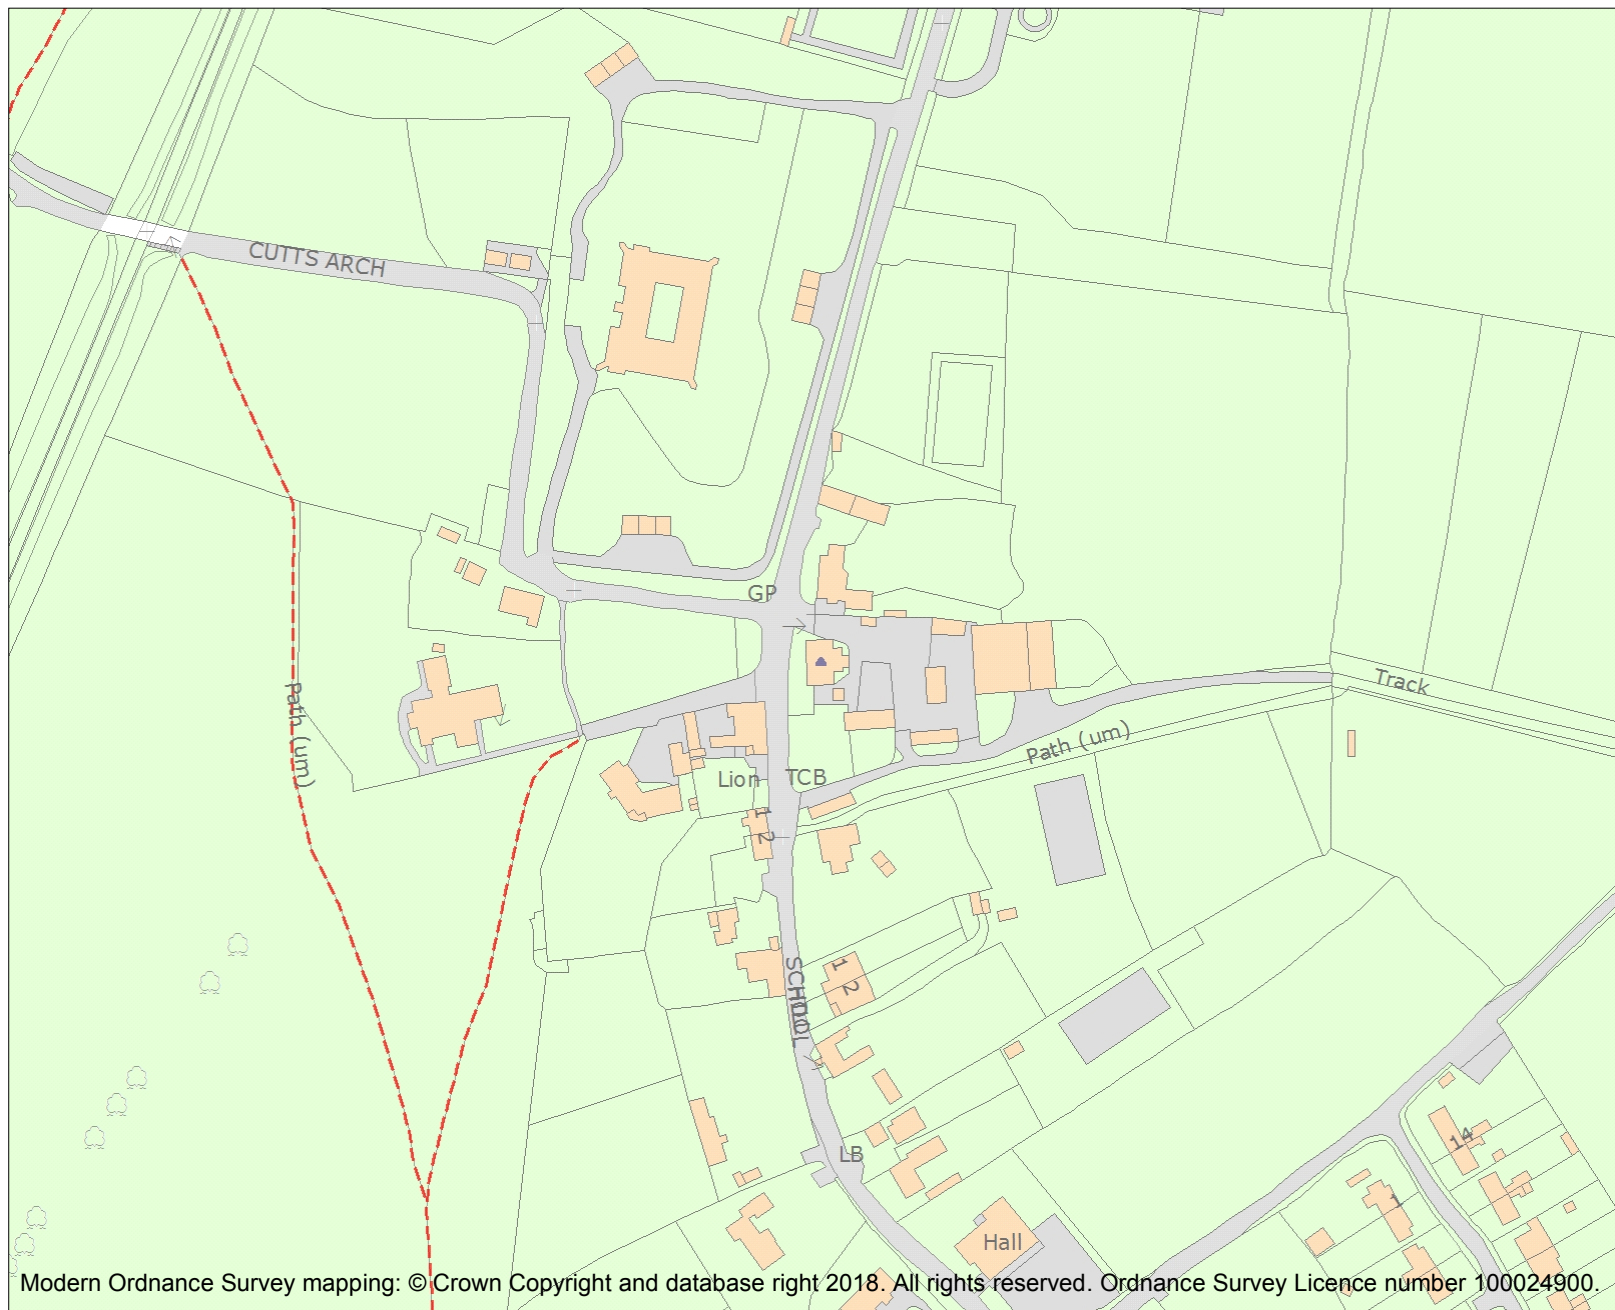 CUTTS ARCH
GP
Path (um)
Track
Path (um)
Lion
TCB
1 2
1 2
SCHOOL
LB
14
1
Hall
Modern Ordnance Survey mapping: © Crown Copyright and database right 2018. All rights reserved. Ordnance Survey Licence number 100024900.